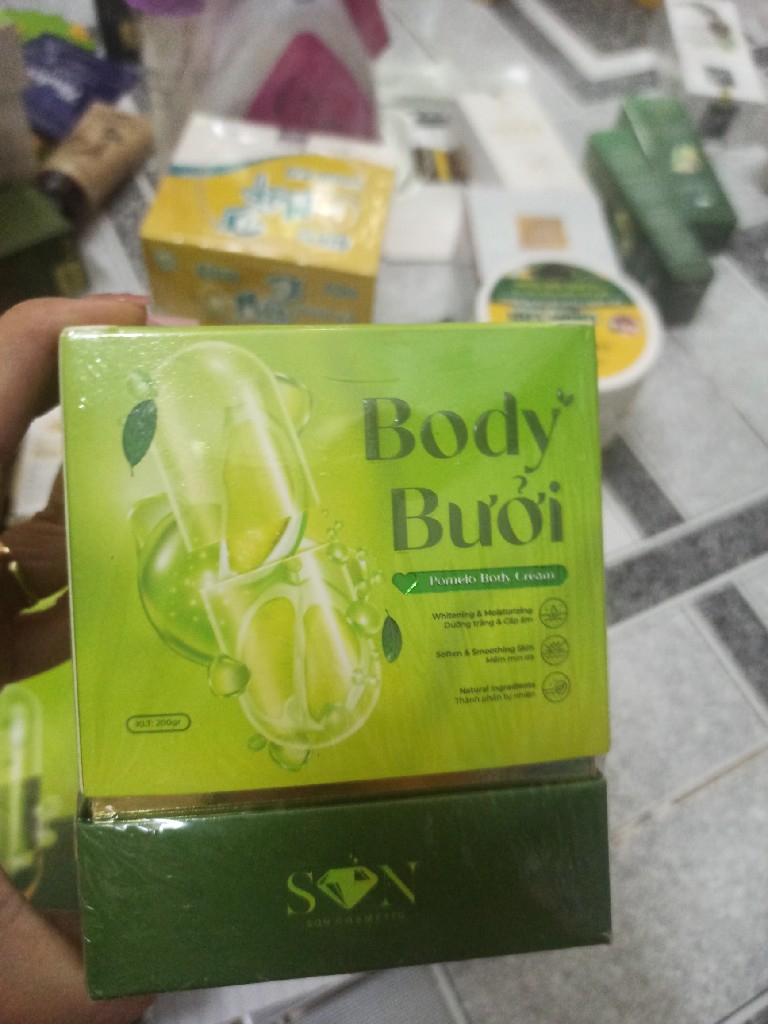 Body
Bưởi
Pomelo Body Cream
Whitening & Moisturizing
Dưỡng trắng & Cấp ẩm
Soften & Smoothing Skin
Mềm mịn da
Natural Ingredients
Thành phần tự nhiên
KLT: 200gr
SON
SON COSMETIC